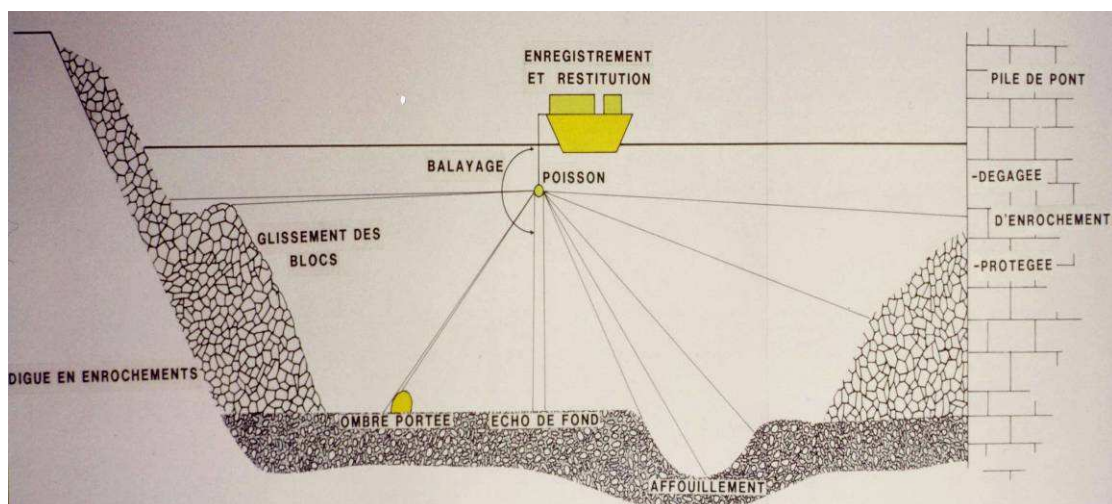 ENREGISTREMENT
ET RESTITUTION
PILE DE PONT
BALAYAGE
POISSON
-DEGAGEE
D'ENROCHEMENT
GLISSEMENT DES
BLOCS
-PROTEGEE
DIGUE EN ENROCHEMENTS
OMBRE PORTEE
ECHO DE FOND
AFFOUILLEMENT